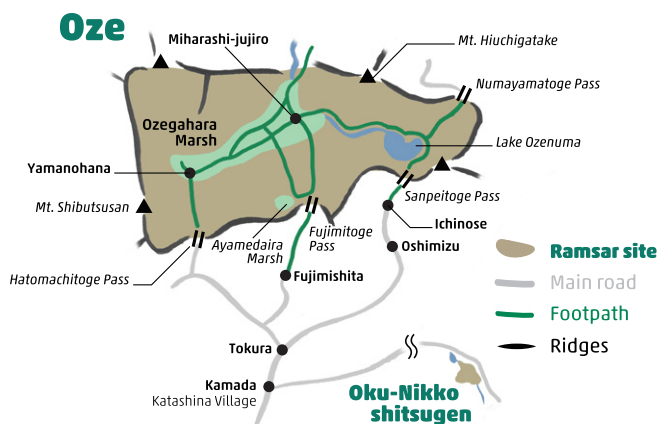 Oze
Miharashi-jujiro
Mt. Hiuchigatake
Numayamatoge Pass
Ozegahara
Marsh
Lake Ozenuma
Yamanohana
Sanpeitoge Pass
Mt. Shibutsusan
Ichinose
Ayamedaira
Marsh
Fujimitoge
Pass
Oshimizu
Hatomachitoge Pass
Fujimishita
Ramsar site
Main road
Footpath
Ridges
Tokura
Kamada
Katashina Village
Oku-Nikko
shitsugen